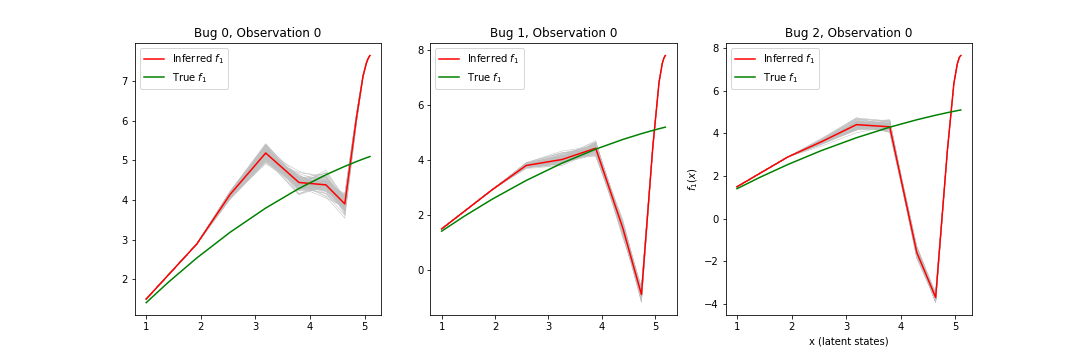 Bug 0, Observation 0
Inferred f₁
True f₁
7
6
5
4
3
2
1 2 3 4 5
Bug 1, Observation 0
Inferred f₁
True f₁
8
6
4
2
0
1 2 3 4 5
Bug 2, Observation 0
Inferred f₁
True f₁
f₁(x)
8
6
4
2
0
−2
−4
1 2 3 4 5
x (latent states)